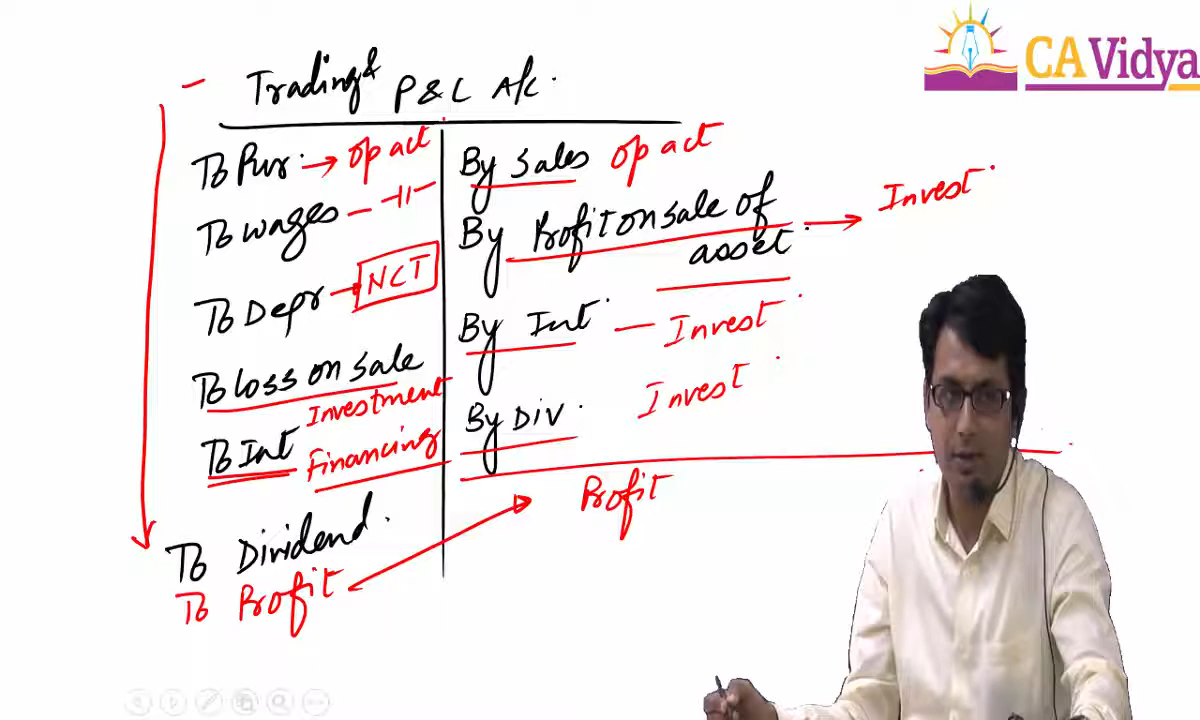 CA Vidya
Trading &
P & L A/c.
To Pur. → op act
To wages – –||–
To Depr → NCT
To loss on sale
Investment
To Int Financing
To Dividend.
To Profit
By Sales op act
By Profit on sale of → Invest.
asset.
By Int. – Invest
By Div. Invest
Profit